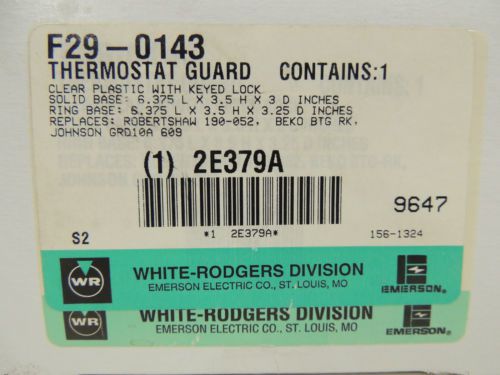 F29-0143
THERMOSTAT GUARD CONTAINS:1
CLEAR PLASTIC WITH KEYED LOCK
SOLID BASE: 6.375 L X 3.5 H X 3 D INCHES
RING BASE: 6.375 L X 3.5 H X 3.25 D INCHES
REPLACES: ROBERTSHAW 190-052, BEKO BTG RK,
JOHNSON GRD10A 609
(1) 2E379A
9647
S2 *1 2E379A* 156-1324
WR WHITE-RODGERS DIVISION
EMERSON ELECTRIC CO., ST. LOUIS, MO
EMERSON®
WR WHITE-RODGERS DIVISION
EMERSON ELECTRIC CO., ST. LOUIS, MO
EMERSON®